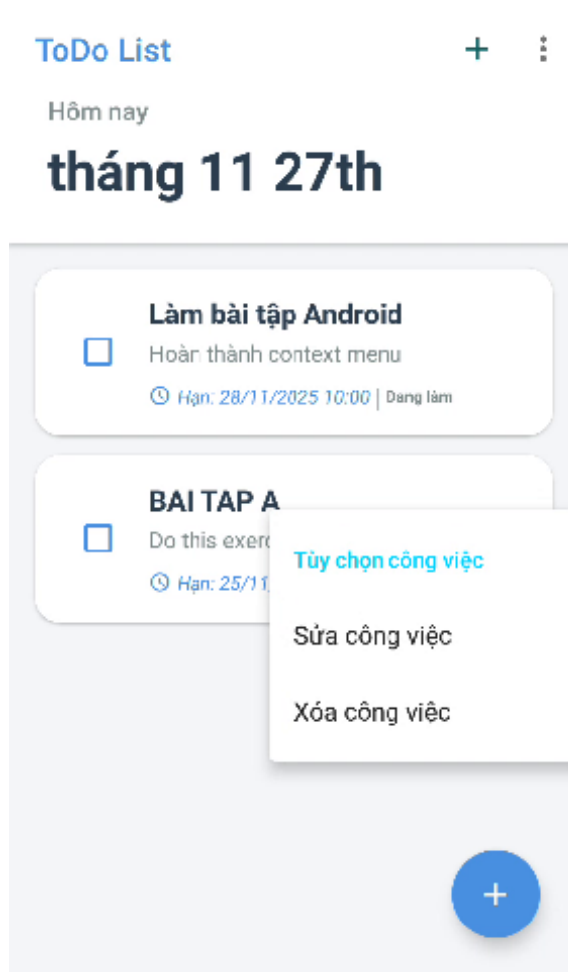 ToDo List
Hôm nay
tháng 11 27th
Làm bài tập Android
Hoàn thành context menu
Hạn: 28/11/2025 10:00 | Đang làm
BAI TAP A
Do this exerc
Hạn: 25/11
Tùy chọn công việc
Sửa công việc
Xóa công việc